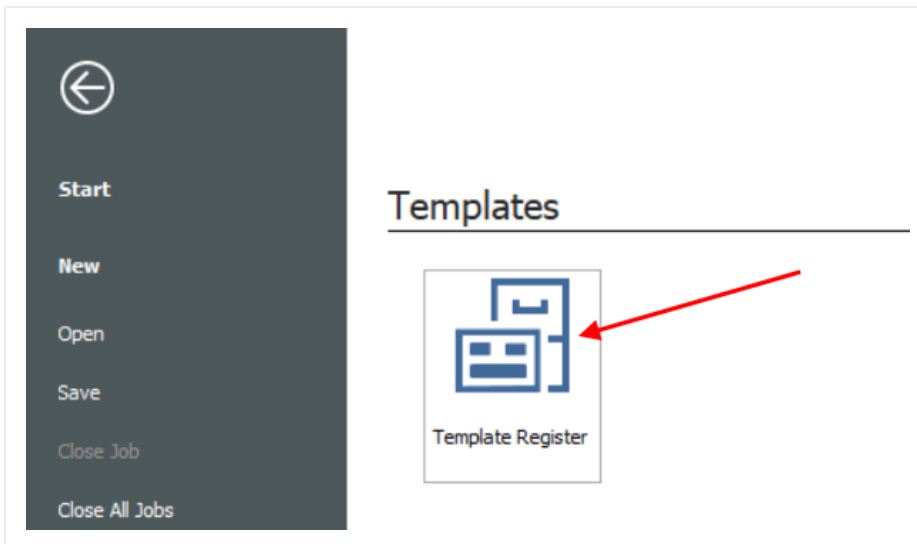 Start
New
Open
Save
Close Job
Close All Jobs
Templates
Template Register